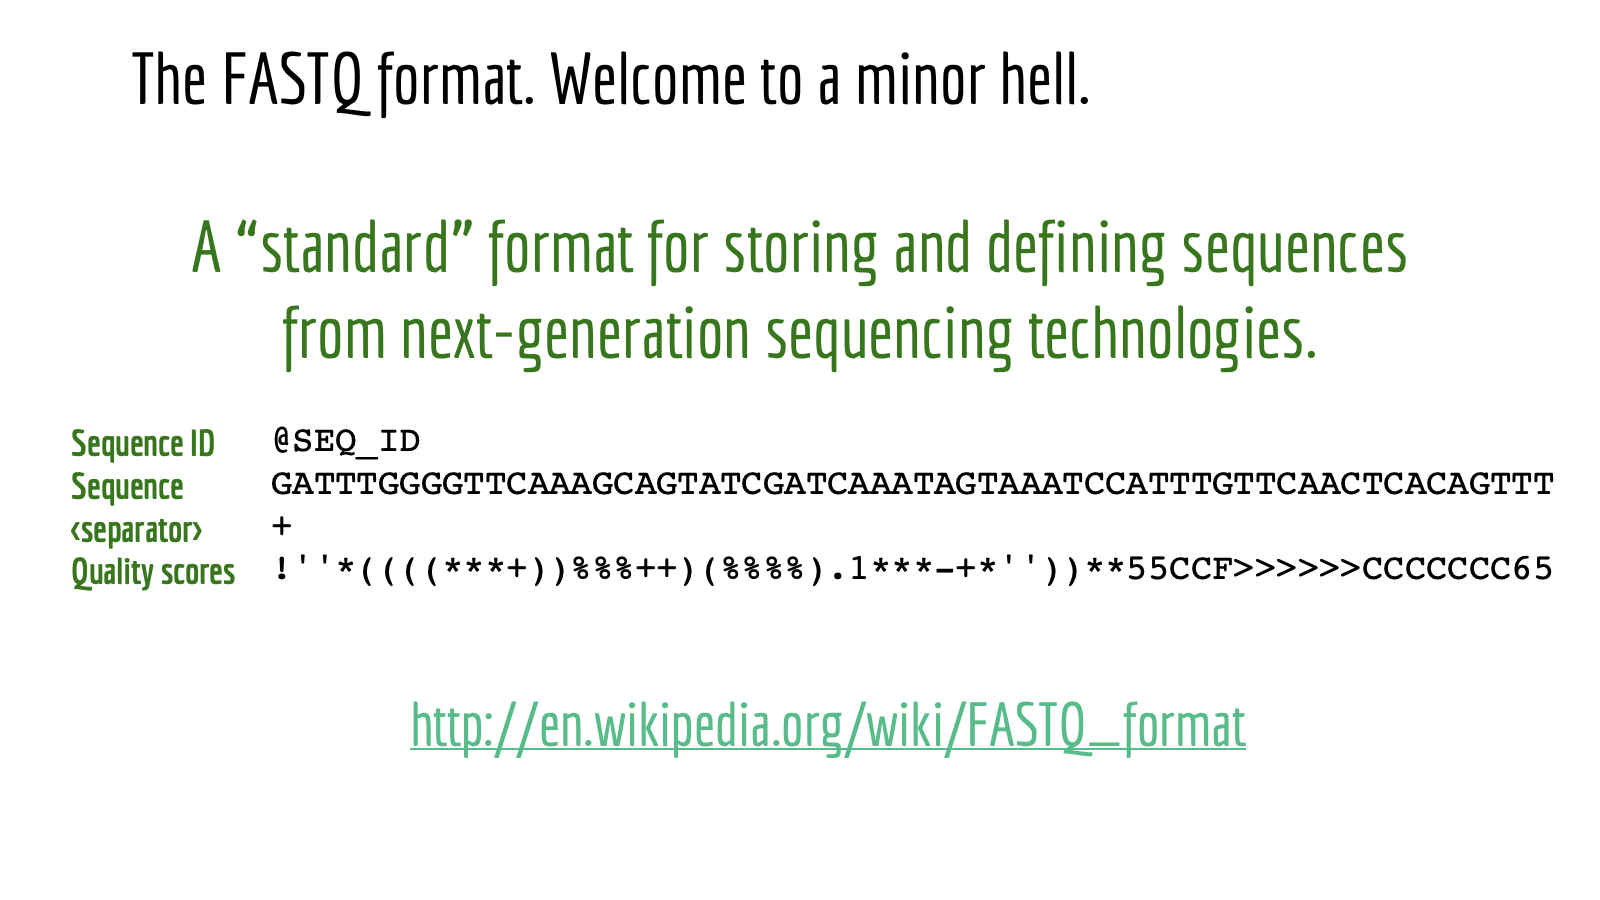 The FASTQ format. Welcome to a minor hell.
A “standard” format for storing and defining sequences
from next-generation sequencing technologies.
Sequence ID @SEQ_ID
Sequence GATTTGGGGTTCAAAGCAGTATCGATCAAATAGTAAATCCATTTGTTCAACTCACAGTTT
<separator> +
Quality scores !''*((((***+))%%%++)(%%%%).1***-+*''))**55CCF>>>>>>CCCCCCC65
http://en.wikipedia.org/wiki/FASTQ_format